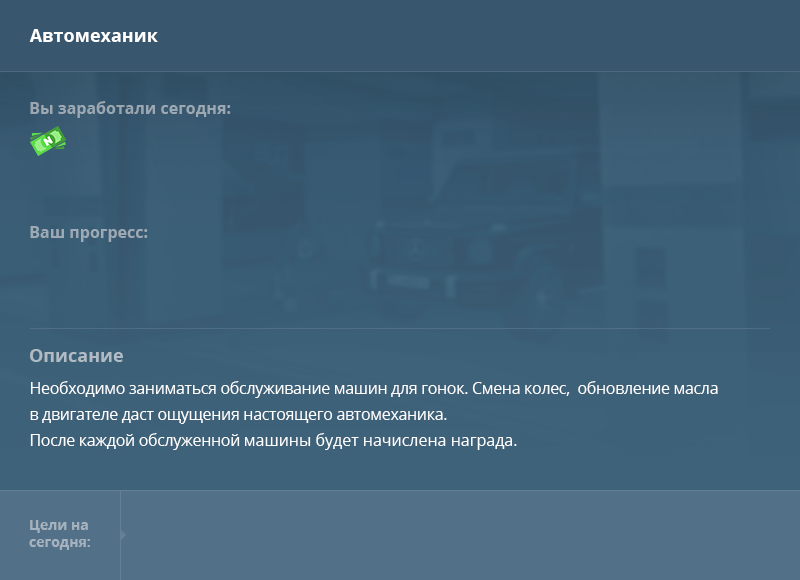 Автомеханик
Вы заработали сегодня:
N
Ваш прогресс:
Описание
Необходимо заниматься обслуживание машин для гонок. Смена колес,  обновление масла
в двигателе даст ощущения настоящего автомеханика.
После каждой обслуженной машины будет начислена награда.
Цели на
сегодня: